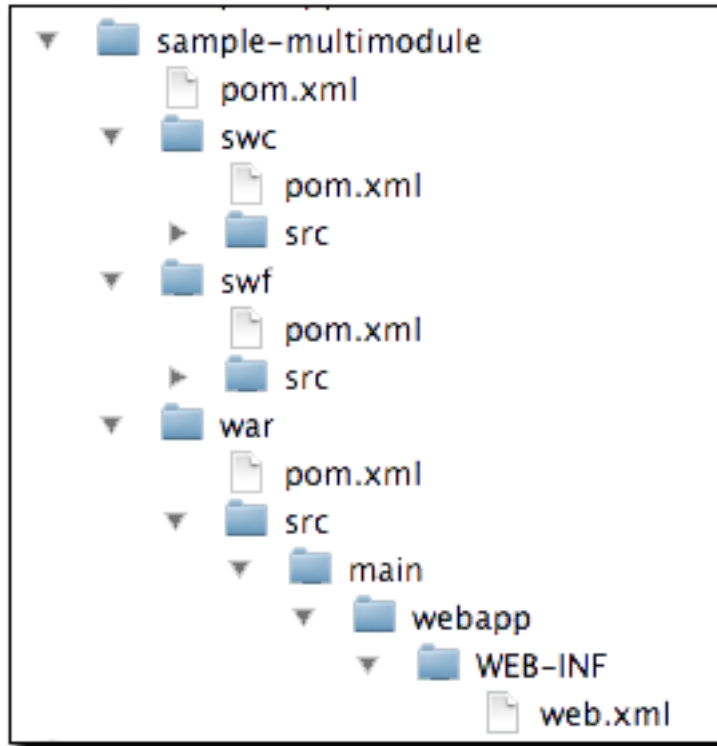 sample-multimodule
pom.xml
swc
pom.xml
src
swf
pom.xml
src
war
pom.xml
src
main
webapp
WEB-INF
web.xml